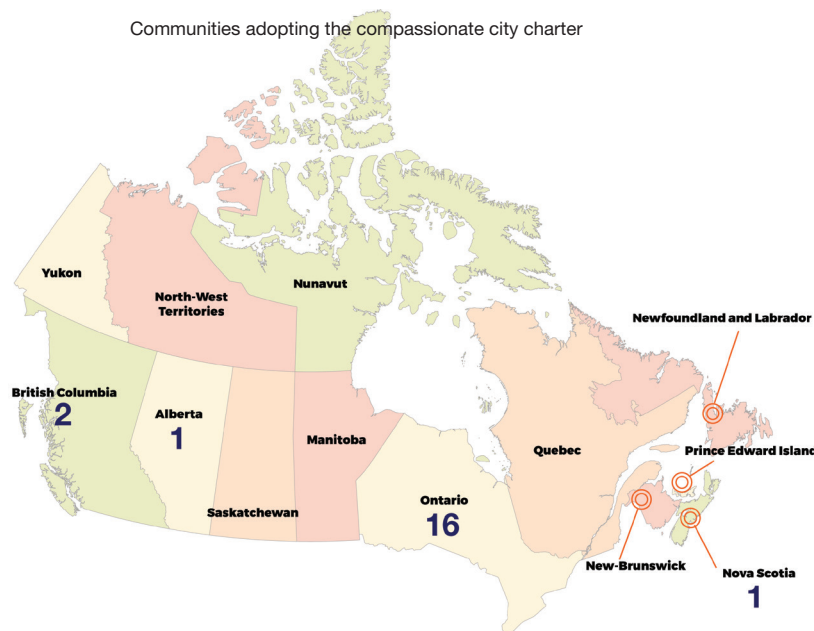 Communities adopting the compassionate city charter
Yukon
North-West
Territories
Nunavut
Newfoundland and Labrador
British Columbia
2
Alberta
1
Manitoba
Quebec
Prince Edward Island
Saskatchewan
Ontario
16
New-Brunswick
Nova Scotia
1